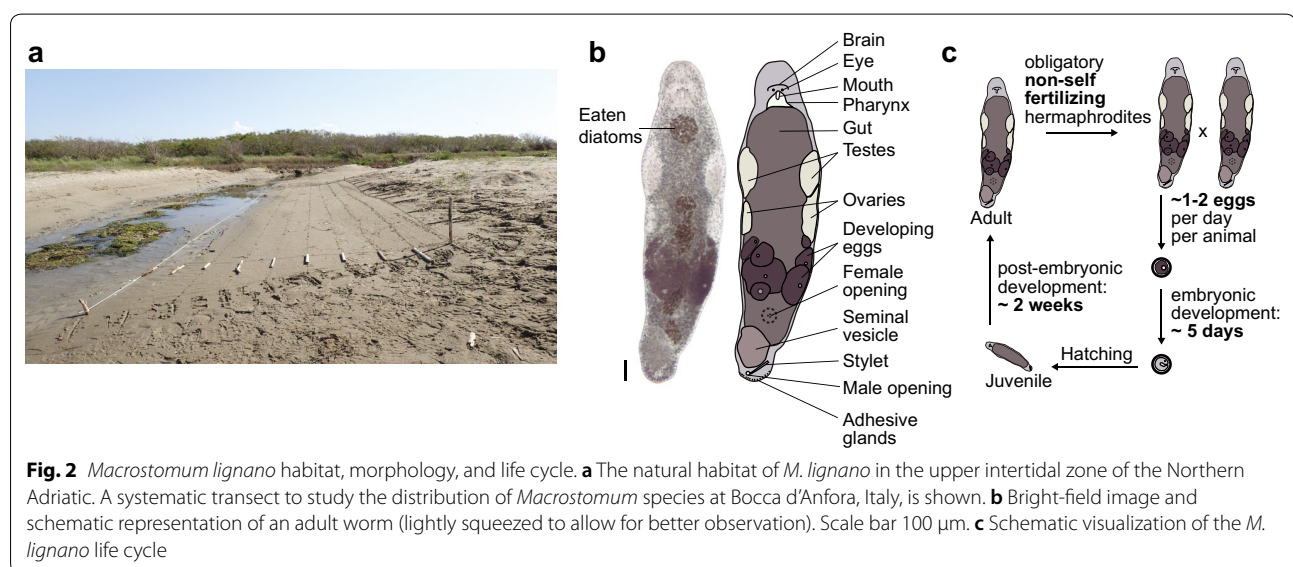 a
b
Eaten
diatoms
Brain
Eye
Mouth
Pharynx
Gut
Testes
Ovaries
Developing
eggs
Female
opening
Seminal
vesicle
Stylet
Male opening
Adhesive
glands
c
obligatory
non-self
fertilizing
hermaphrodites
x
Adult
~1-2 eggs
per day
per animal
post-embryonic
development:
~ 2 weeks
embryonic
development:
~ 5 days
Hatching
Juvenile
Fig. 2 Macrostomum lignano habitat, morphology, and life cycle. a The natural habitat of M. lignano in the upper intertidal zone of the Northern
Adriatic. A systematic transect to study the distribution of Macrostomum species at Bocca d'Anfora, Italy, is shown. b Bright-field image and
schematic representation of an adult worm (lightly squeezed to allow for better observation). Scale bar 100 µm. c Schematic visualization of the M.
lignano life cycle